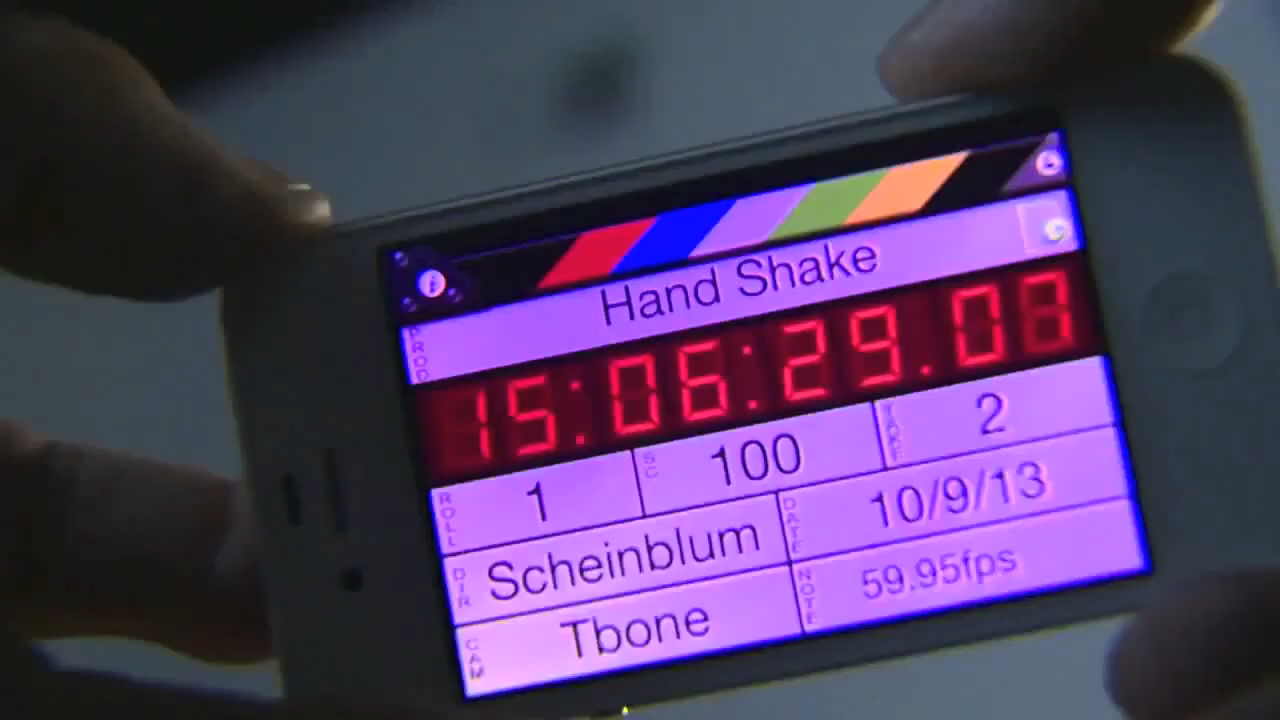 Hand Shake
PROD
15:06:29.07
ROLL 1 SC 100 TAKE 2
DIR Scheinblum DATE 10/9/13
CAM Tbone NOTE 59.95fps